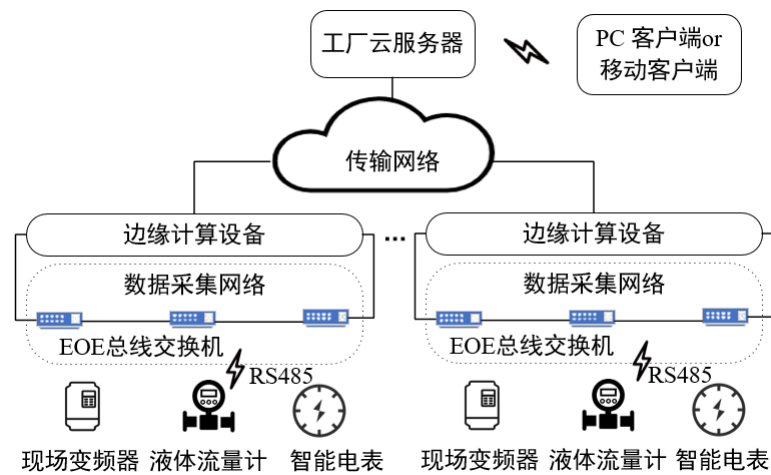 工厂云服务器
PC 客户端or
移动客户端
传输网络
边缘计算设备
...
边缘计算设备
数据采集网络
数据采集网络
EOE总线交换机
EOE总线交换机
RS485
RS485
现场变频器
液体流量计
智能电表
现场变频器
液体流量计
智能电表